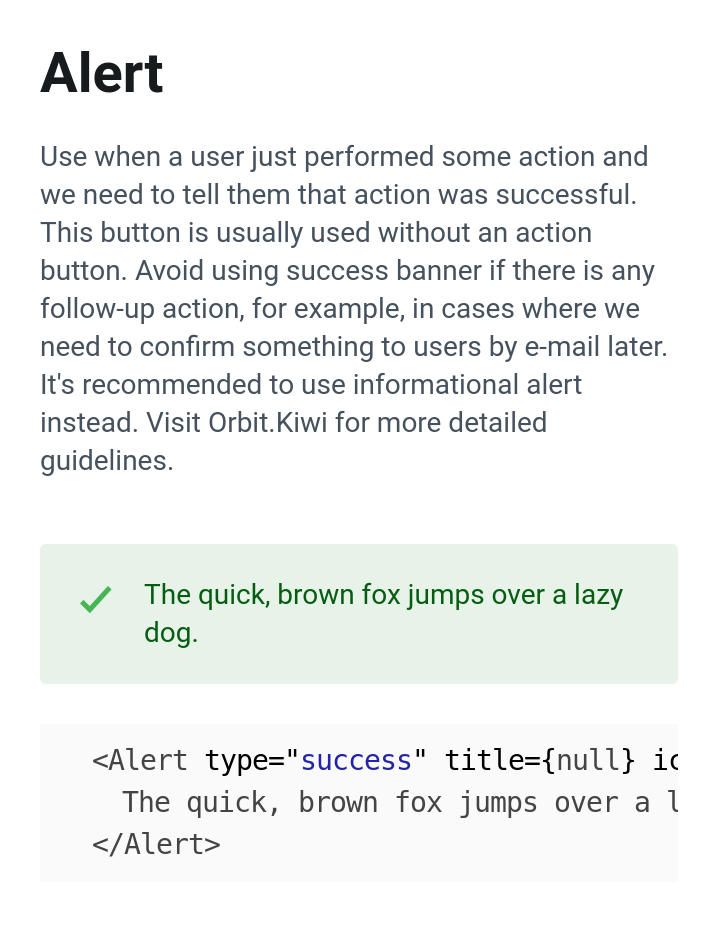 Alert
Use when a user just performed some action and
we need to tell them that action was successful.
This button is usually used without an action
button. Avoid using success banner if there is any
follow-up action, for example, in cases where we
need to confirm something to users by e-mail later.
It's recommended to use informational alert
instead. Visit Orbit.Kiwi for more detailed
guidelines.
The quick, brown fox jumps over a lazy
dog.
<Alert type="success" title={null} ic
The quick, brown fox jumps over a l
</Alert>